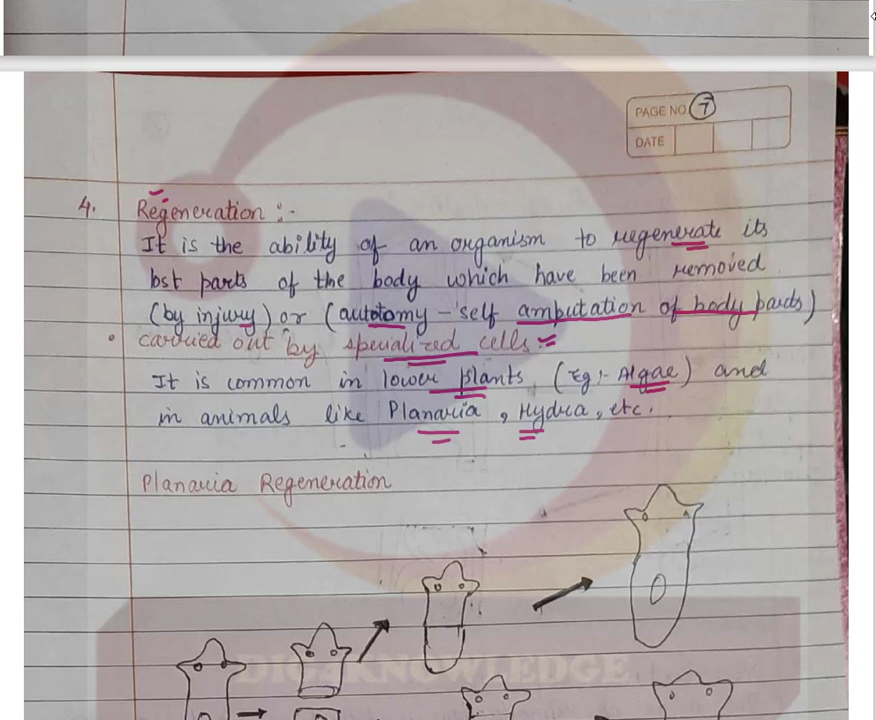 PAGE NO 7
DATE
4. Regeneration :-
It is the ability of an organism to regenerate its
lost parts of the body which have been removed
(by injury) or (autotomy - self amputation of body parts)
• carried out by specialized cells.
It is common in lower plants (Eg:- Algae) and
in animals like Planaria, Hydra, etc.
Planaria Regeneration
DIGI KNOWLEDGE